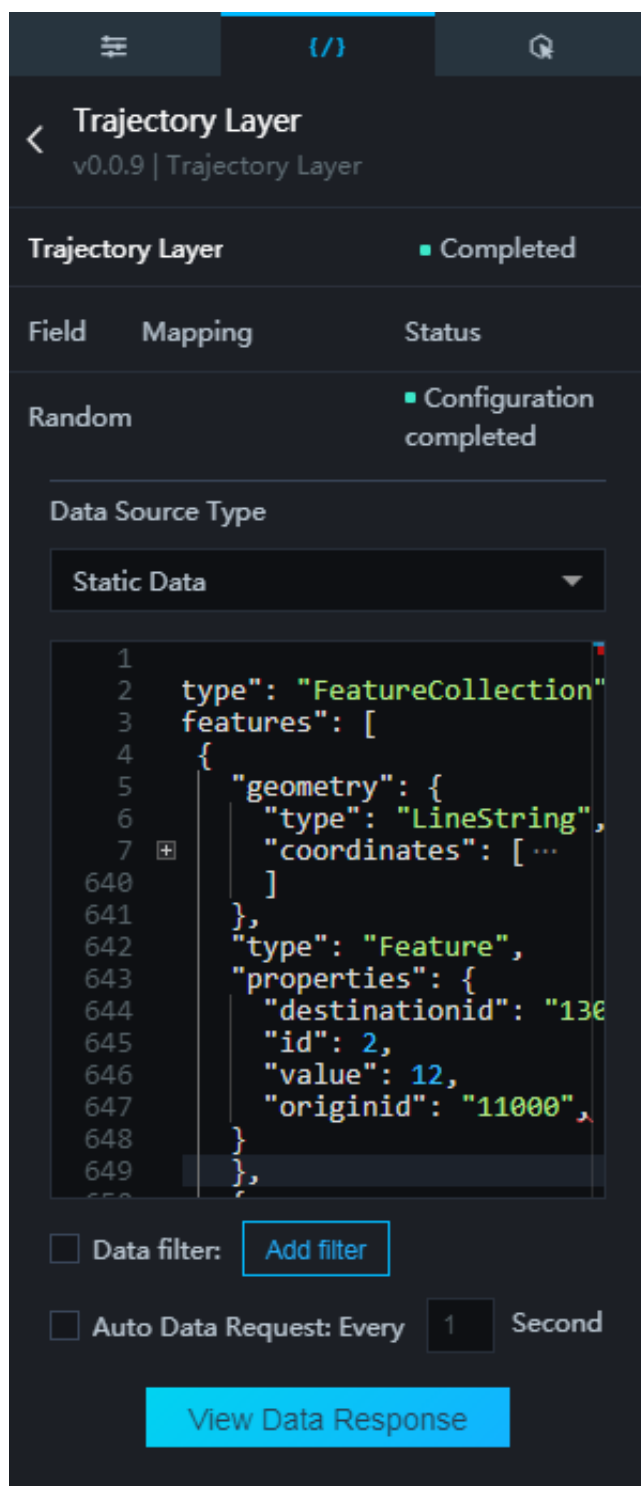 {/}
Trajectory Layer
v0.0.9 | Trajectory Layer
Trajectory Layer Completed
Field Mapping Status
Random Configuration completed
Data Source Type
Static Data
1
2 type": "FeatureCollection"
3 features": [
4 {
5 "geometry": {
6 "type": "LineString",
7 "coordinates": [ ···
640 ]
641 },
642 "type": "Feature",
643 "properties": {
644 "destinationid": "130
645 "id": 2,
646 "value": 12,
647 "originid": "11000",
648 }
649 },
650 {
Data filter: Add filter
Auto Data Request: Every 1 Second
View Data Response